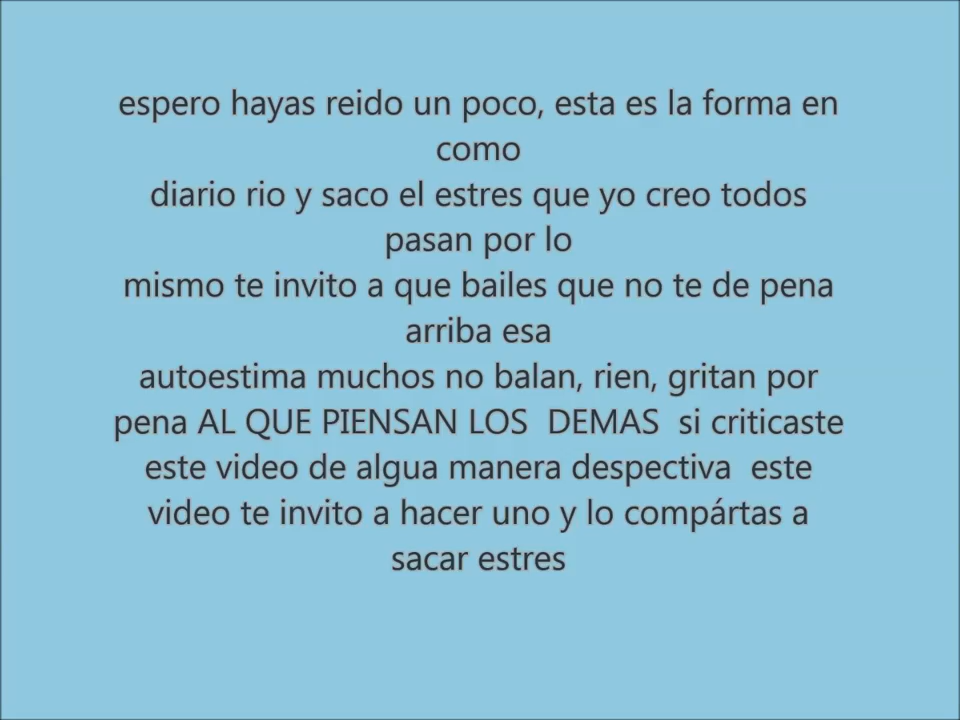 espero hayas reido un poco, esta es la forma en
como
diario rio y saco el estres que yo creo todos
pasan por lo
mismo te invito a que bailes que no te de pena
arriba esa
autoestima muchos no balan, rien, gritan por
pena AL QUE PIENSAN LOS  DEMAS  si criticaste
este video de algua manera despectiva  este
video te invito a hacer uno y lo compártas a
sacar estres